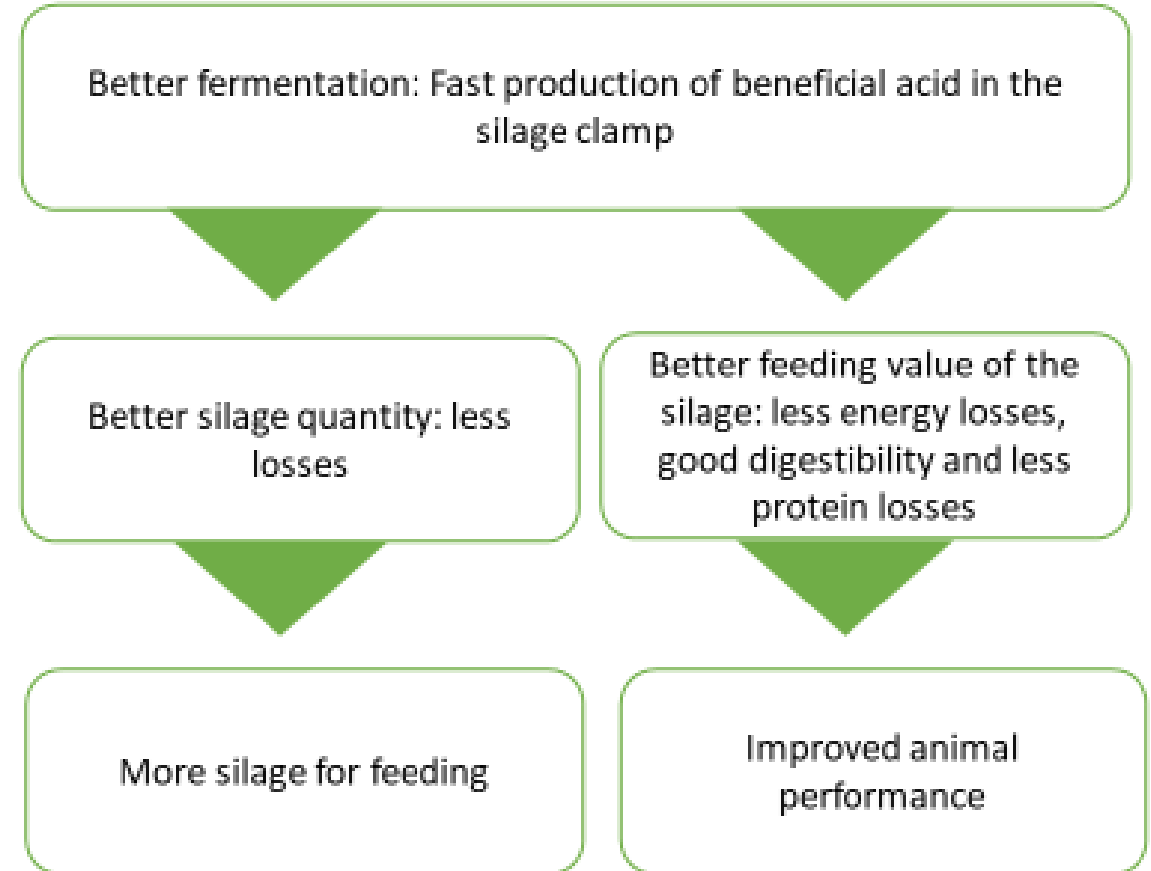 Better fermentation: Fast production of beneficial acid in the
silage clamp
Better silage quantity: less
losses
Better feeding value of the
silage: less energy losses,
good digestibility and less
protein losses
More silage for feeding
Improved animal
performance